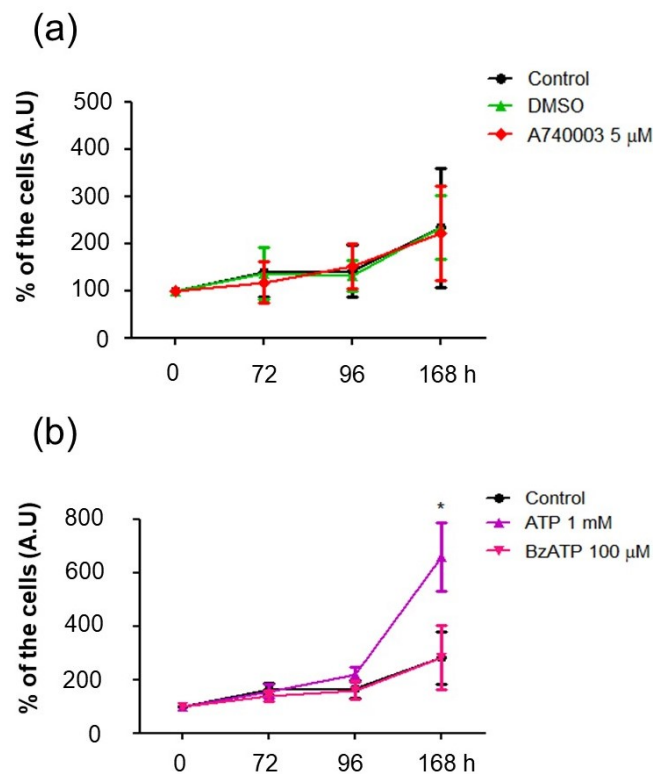 (a)
Control
DMSO
A740003 5 μM
% of the cells (A.U)
500
400
300
200
100
0
0 72 96 168 h
(b)
Control
ATP 1 mM
BzATP 100 μM
% of the cells (A.U)
800
600
400
200
0
*
0 72 96 168 h